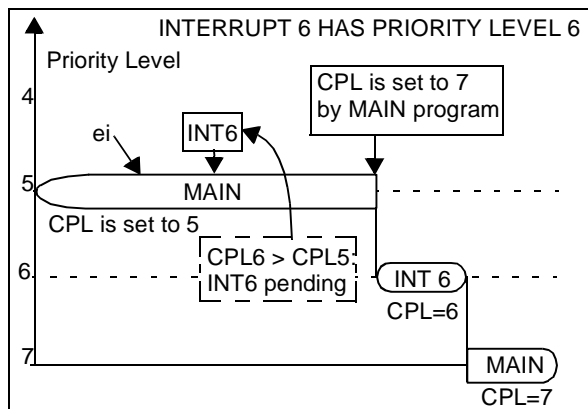 INTERRUPT 6 HAS PRIORITY LEVEL 6
Priority Level
4
CPL is set to 7
by MAIN program
ei
INT6
5
MAIN
CPL is set to 5
CPL6 > CPL5
INT6 pending
6
INT 6
CPL=6
7
MAIN
CPL=7